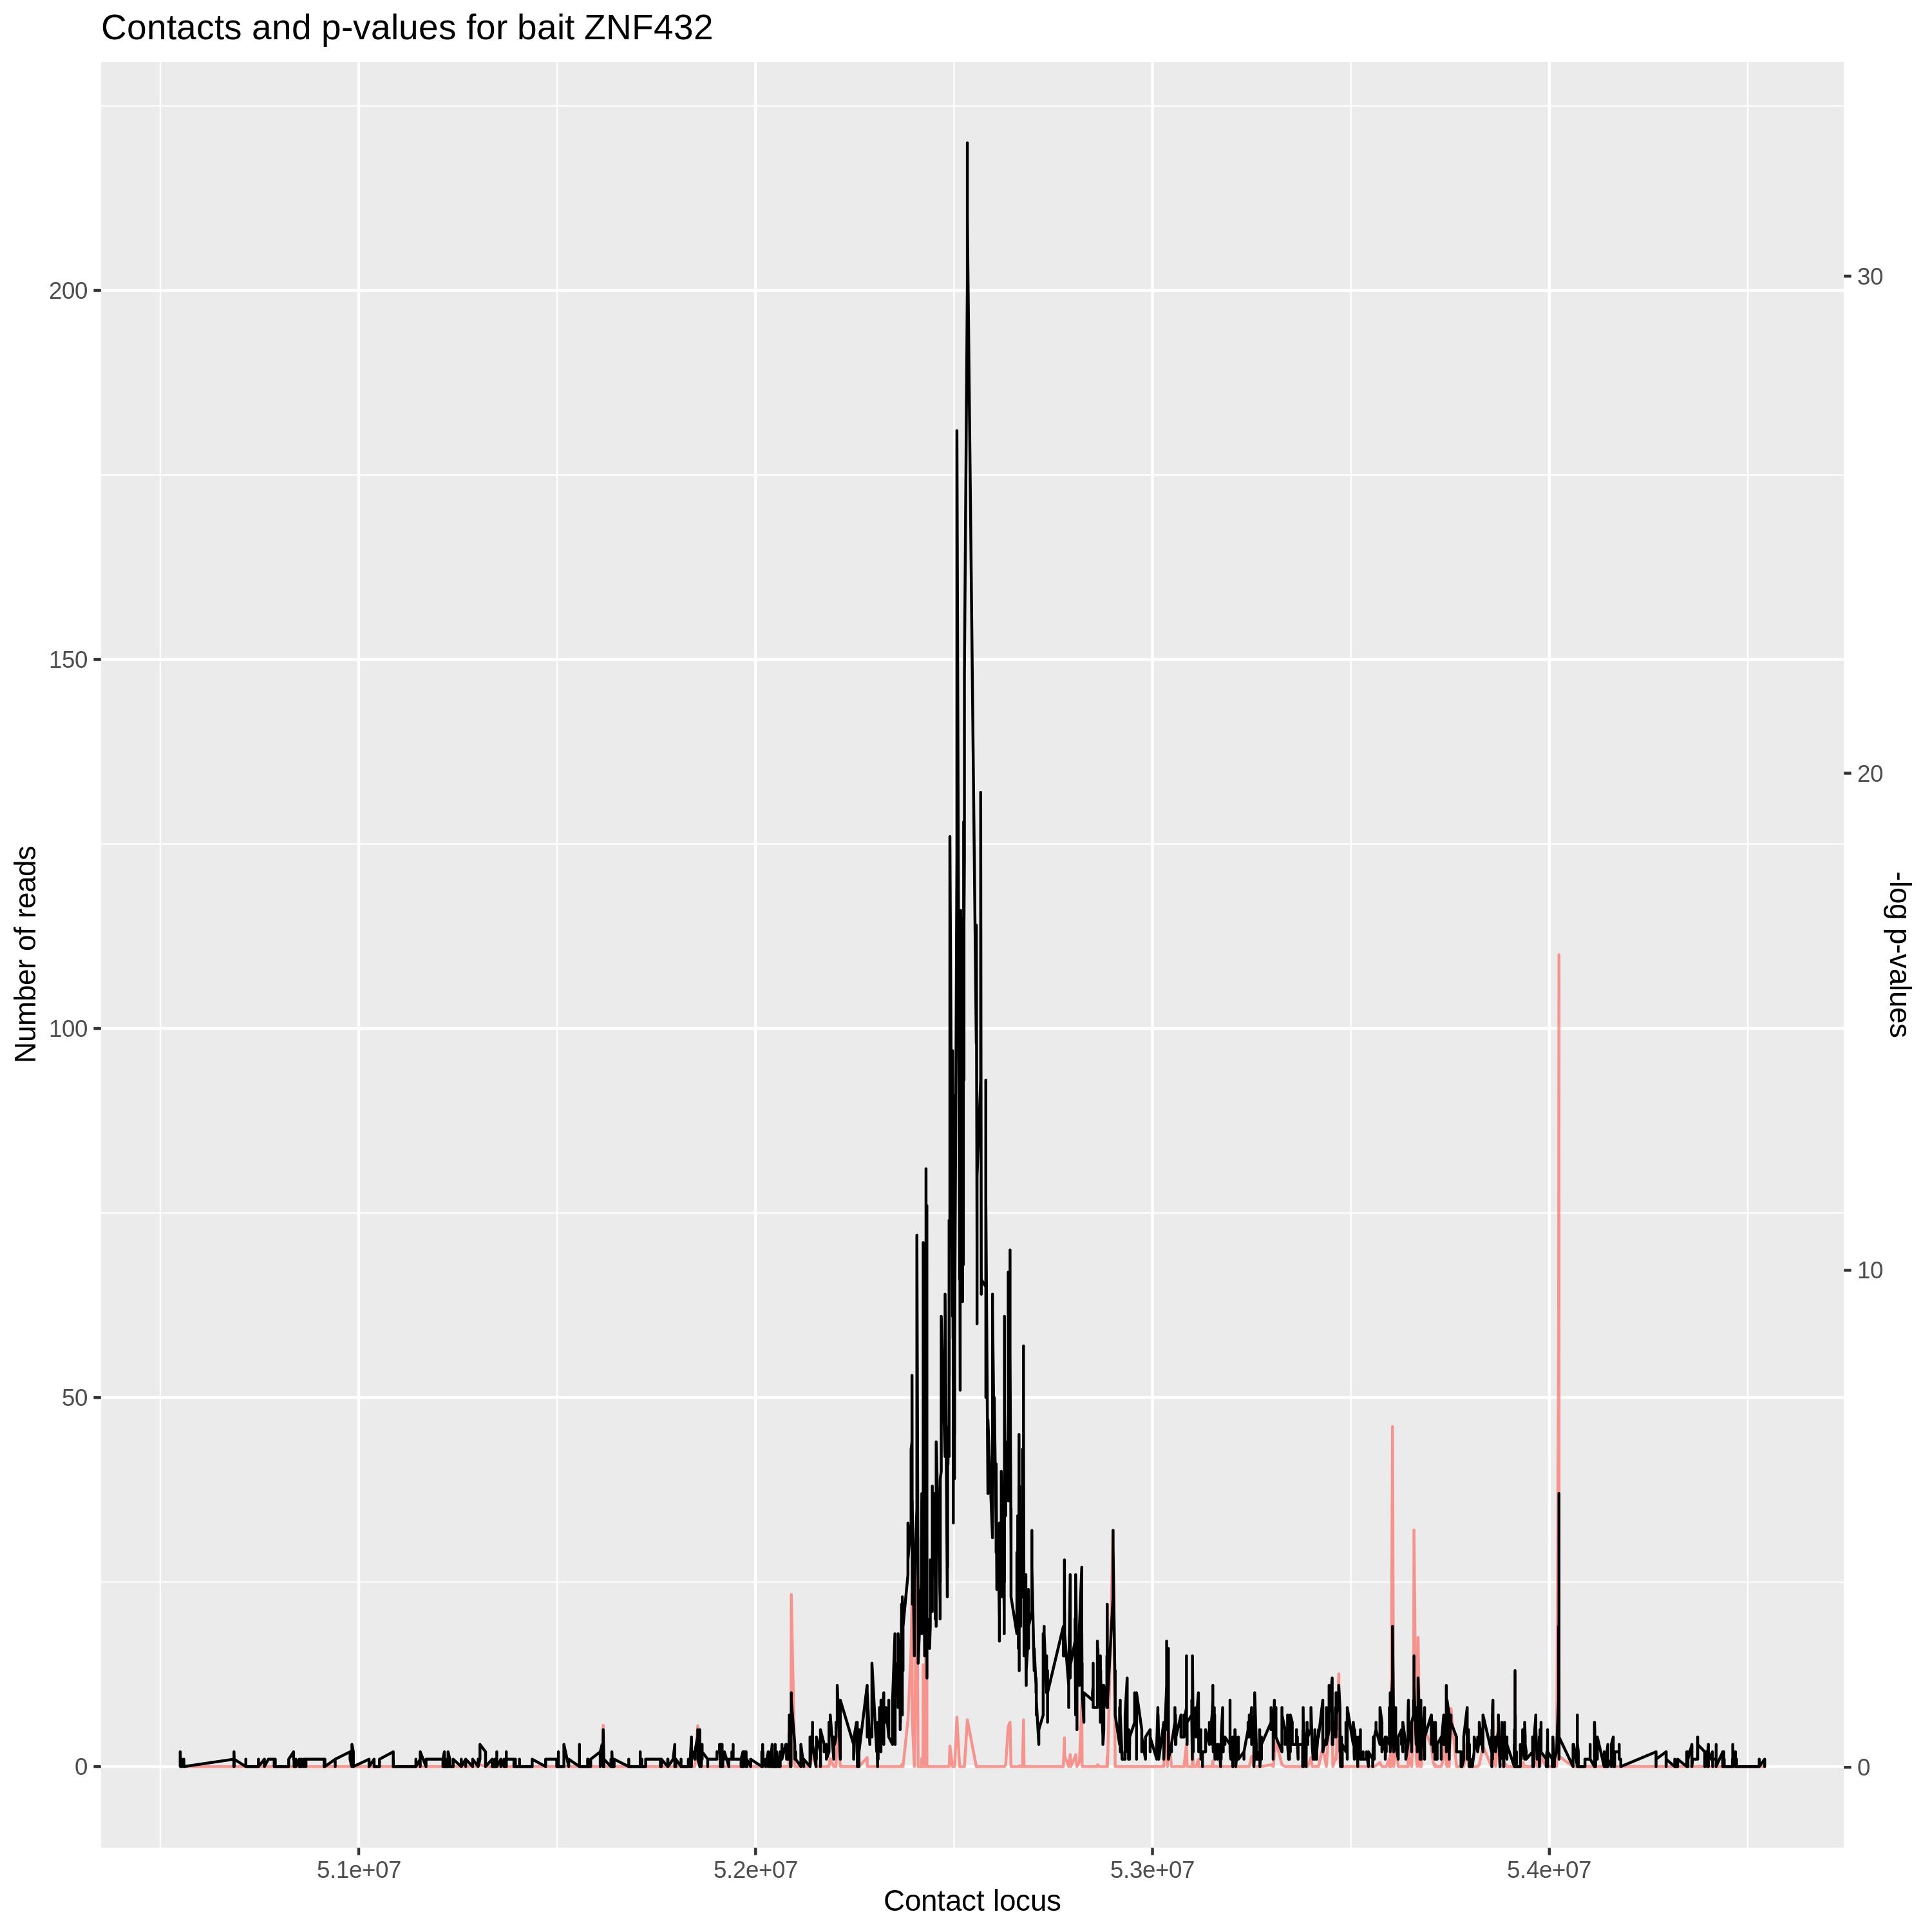 Contacts and p-values for bait ZNF432
Number of reads
200
150
100
50
0
30
20
10
0
-log p-values
5.1e+07
5.2e+07
5.3e+07
5.4e+07
Contact locus